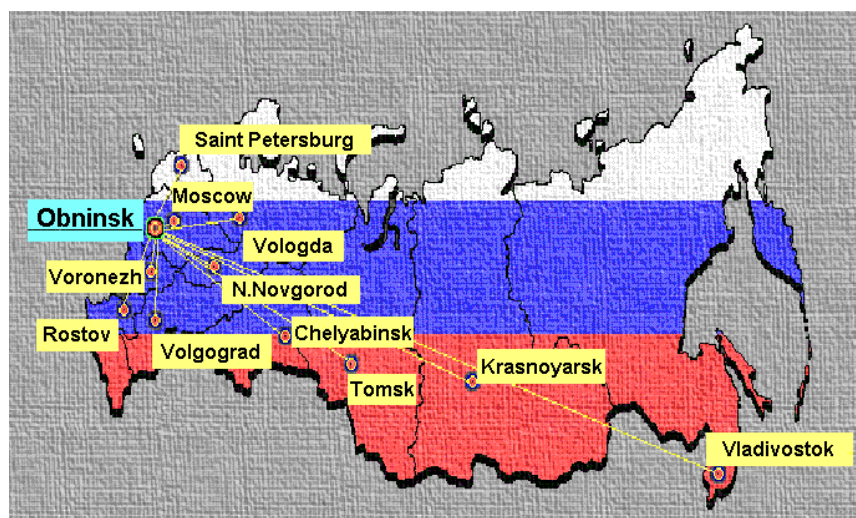 Saint Petersburg
Moscow
Obninsk
Vologda
Voronezh
N.Novgorod
Rostov
Volgograd
Chelyabinsk
Tomsk
Krasnoyarsk
Vladivostok